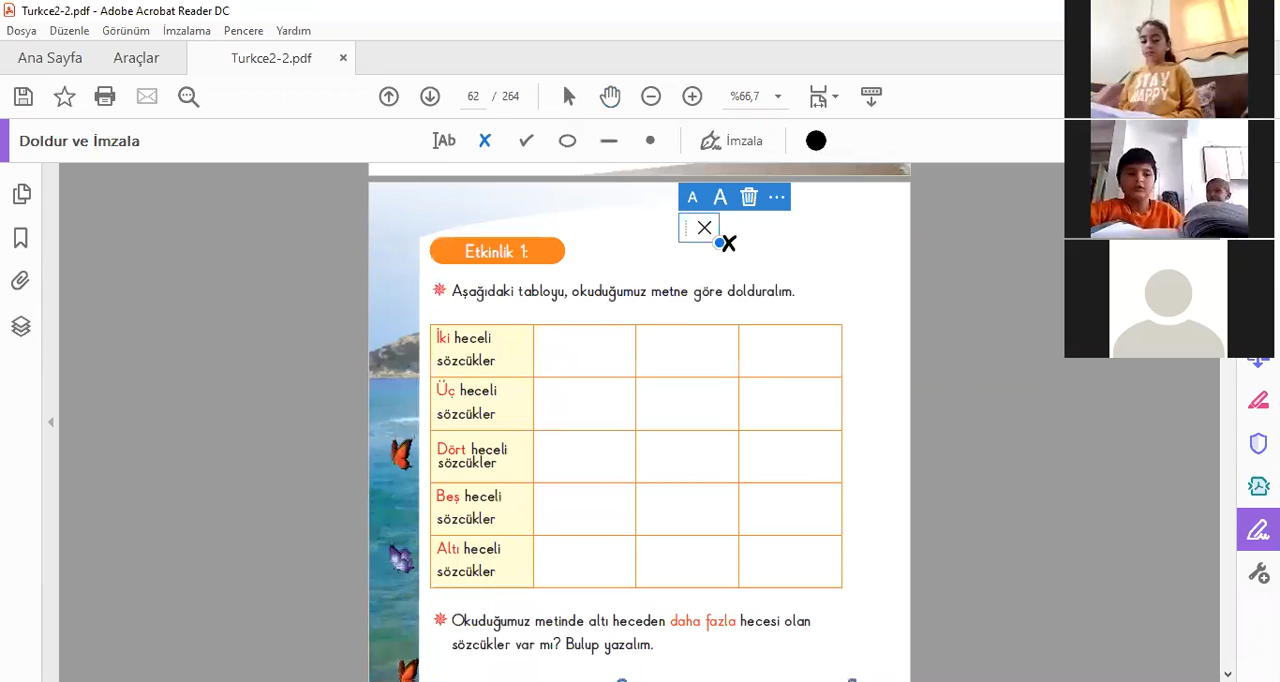 Turkce2-2.pdf - Adobe Acrobat Reader DC
Dosya Düzenle Görünüm İmzalama Pencere Yardım
Ana Sayfa Araçlar Turkce2-2.pdf ×
62 / 264 %66,7
Doldur ve İmzala IAb İmzala
A A
Etkinlik 1:
Aşağıdaki tabloyu, okuduğumuz metne göre dolduralım.
İki heceli
sözcükler
Üç heceli
sözcükler
Dört heceli
sözcükler
Beş heceli
sözcükler
Altı heceli
sözcükler
Okuduğumuz metinde altı heceden daha fazla hecesi olan
sözcükler var mı? Bulup yazalım.
STAY
HAPPY